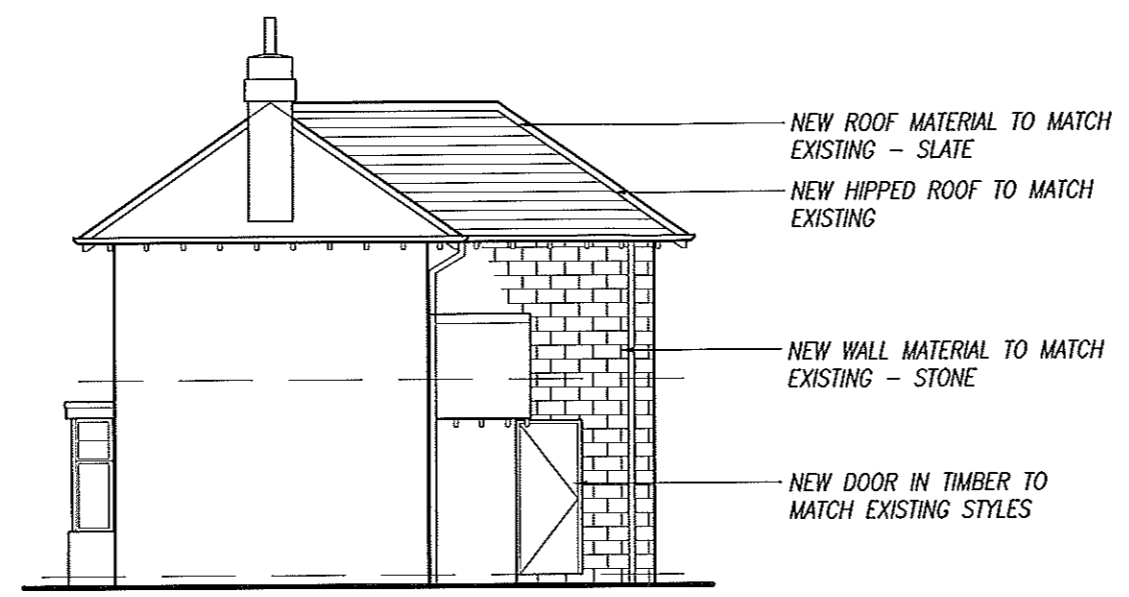 NEW ROOF MATERIAL TO MATCH
EXISTING – SLATE
NEW HIPPED ROOF TO MATCH
EXISTING
NEW WALL MATERIAL TO MATCH
EXISTING – STONE
NEW DOOR IN TIMBER TO
MATCH EXISTING STYLES